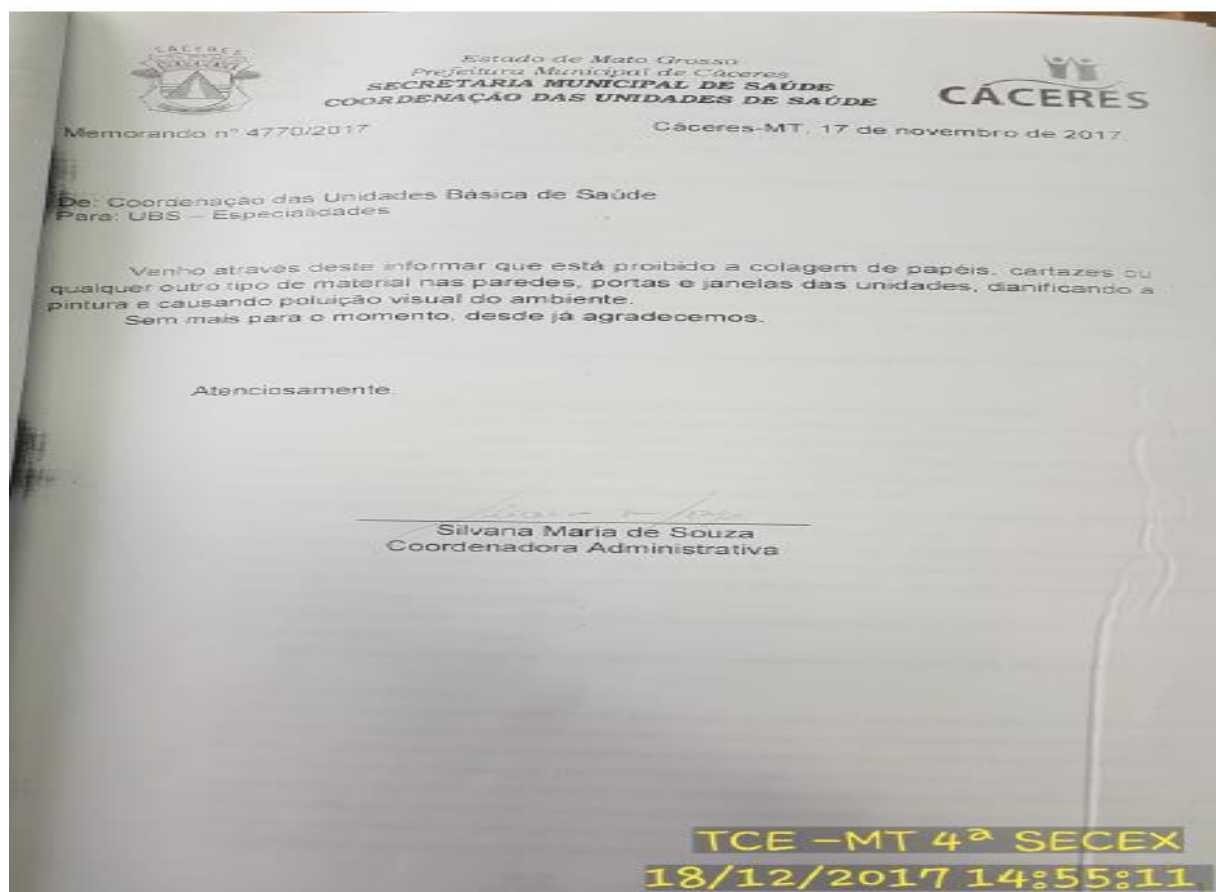 CÁCERES
Estado de Mato Grosso
Prefeitura Municipal de Cáceres
SECRETARIA MUNICIPAL DE SAÚDE
COORDENAÇÃO DAS UNIDADES DE SAÚDE
CÁCERES
Memorando nº 4770/2017
Cáceres-MT, 17 de novembro de 2017.
De: Coordenação das Unidades Básica de Saúde
Para: UBS – Especialidades
Venho através deste informar que está proibido a colagem de papéis, cartazes ou
qualquer outro tipo de material nas paredes, portas e janelas das unidades, danificando a
pintura e causando poluição visual do ambiente.
Sem mais para o momento, desde já agradecemos.
Atenciosamente.
Silvana Maria de Souza
Coordenadora Administrativa
TCE -MT 4ª SECEX
18/12/2017 14:55:11